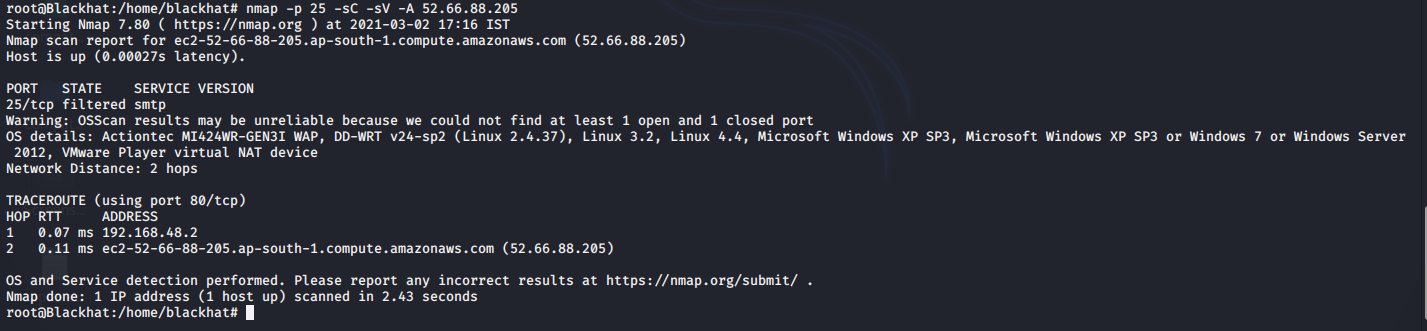 root@Blackhat:/home/blackhat# nmap -p 25 -sC -sV -A 52.66.88.205
Starting Nmap 7.80 ( https://nmap.org ) at 2021-03-02 17:16 IST
Nmap scan report for ec2-52-66-88-205.ap-south-1.compute.amazonaws.com (52.66.88.205)
Host is up (0.00027s latency).

PORT   STATE    SERVICE VERSION
25/tcp filtered smtp
Warning: OSScan results may be unreliable because we could not find at least 1 open and 1 closed port
OS details: Actiontec MI424WR-GEN3I WAP, DD-WRT v24-sp2 (Linux 2.4.37), Linux 3.2, Linux 4.4, Microsoft Windows XP SP3, Microsoft Windows XP SP3 or Windows 7 or Windows Server
 2012, VMware Player virtual NAT device
Network Distance: 2 hops

TRACEROUTE (using port 80/tcp)
HOP RTT     ADDRESS
1   0.07 ms 192.168.48.2
2   0.11 ms ec2-52-66-88-205.ap-south-1.compute.amazonaws.com (52.66.88.205)

OS and Service detection performed. Please report any incorrect results at https://nmap.org/submit/ .
Nmap done: 1 IP address (1 host up) scanned in 2.43 seconds
root@Blackhat:/home/blackhat#